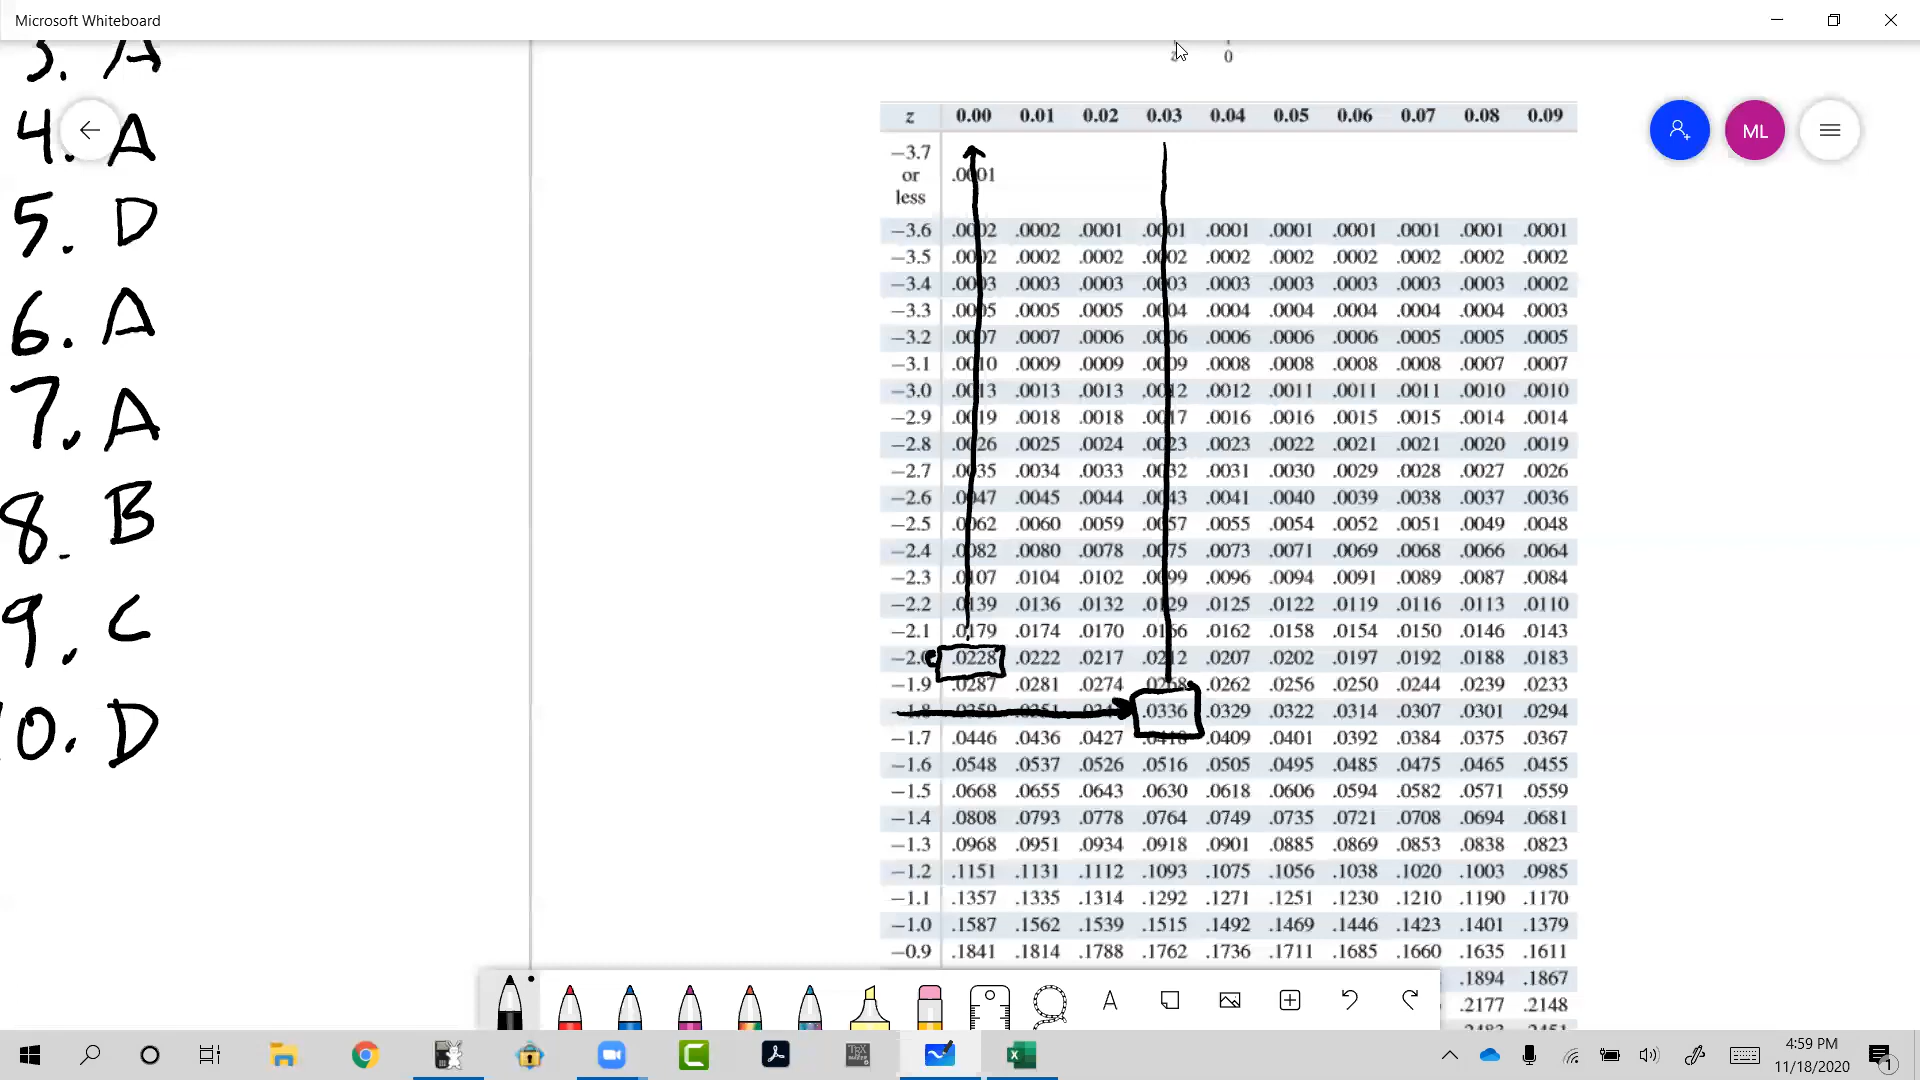 Microsoft Whiteboard
3. A
4. A
5. D
6. A
7. A
8. B
9. C
10. D
0
z 0.00 0.01 0.02 0.03 0.04 0.05 0.06 0.07 0.08 0.09
−3.7
or .0001
less
−3.6 .0002 .0002 .0001 .0001 .0001 .0001 .0001 .0001 .0001 .0001
−3.5 .0002 .0002 .0002 .0002 .0002 .0002 .0002 .0002 .0002 .0002
−3.4 .0003 .0003 .0003 .0003 .0003 .0003 .0003 .0003 .0003 .0002
−3.3 .0005 .0005 .0005 .0004 .0004 .0004 .0004 .0004 .0004 .0003
−3.2 .0007 .0007 .0006 .0006 .0006 .0006 .0006 .0005 .0005 .0005
−3.1 .0010 .0009 .0009 .0009 .0008 .0008 .0008 .0008 .0007 .0007
−3.0 .0013 .0013 .0013 .0012 .0012 .0011 .0011 .0011 .0010 .0010
−2.9 .0019 .0018 .0018 .0017 .0016 .0016 .0015 .0015 .0014 .0014
−2.8 .0026 .0025 .0024 .0023 .0023 .0022 .0021 .0021 .0020 .0019
−2.7 .0035 .0034 .0033 .0032 .0031 .0030 .0029 .0028 .0027 .0026
−2.6 .0047 .0045 .0044 .0043 .0041 .0040 .0039 .0038 .0037 .0036
−2.5 .0062 .0060 .0059 .0057 .0055 .0054 .0052 .0051 .0049 .0048
−2.4 .0082 .0080 .0078 .0075 .0073 .0071 .0069 .0068 .0066 .0064
−2.3 .0107 .0104 .0102 .0099 .0096 .0094 .0091 .0089 .0087 .0084
−2.2 .0139 .0136 .0132 .0129 .0125 .0122 .0119 .0116 .0113 .0110
−2.1 .0179 .0174 .0170 .0166 .0162 .0158 .0154 .0150 .0146 .0143
−2.0 .0228 .0222 .0217 .0212 .0207 .0202 .0197 .0192 .0188 .0183
−1.9 .0287 .0281 .0274 .0268 .0262 .0256 .0250 .0244 .0239 .0233
−1.8 .0336 .0329 .0322 .0314 .0307 .0301 .0294
−1.7 .0446 .0436 .0427 .0418 .0409 .0401 .0392 .0384 .0375 .0367
−1.6 .0548 .0537 .0526 .0516 .0505 .0495 .0485 .0475 .0465 .0455
−1.5 .0668 .0655 .0643 .0630 .0618 .0606 .0594 .0582 .0571 .0559
−1.4 .0808 .0793 .0778 .0764 .0749 .0735 .0721 .0708 .0694 .0681
−1.3 .0968 .0951 .0934 .0918 .0901 .0885 .0869 .0853 .0838 .0823
−1.2 .1151 .1131 .1112 .1093 .1075 .1056 .1038 .1020 .1003 .0985
−1.1 .1357 .1335 .1314 .1292 .1271 .1251 .1230 .1210 .1190 .1170
−1.0 .1587 .1562 .1539 .1515 .1492 .1469 .1446 .1423 .1401 .1379
−0.9 .1841 .1814 .1788 .1762 .1736 .1711 .1685 .1660 .1635 .1611
.1894 .1867
.2177 .2148
ML
A
4:59 PM
11/18/2020
1